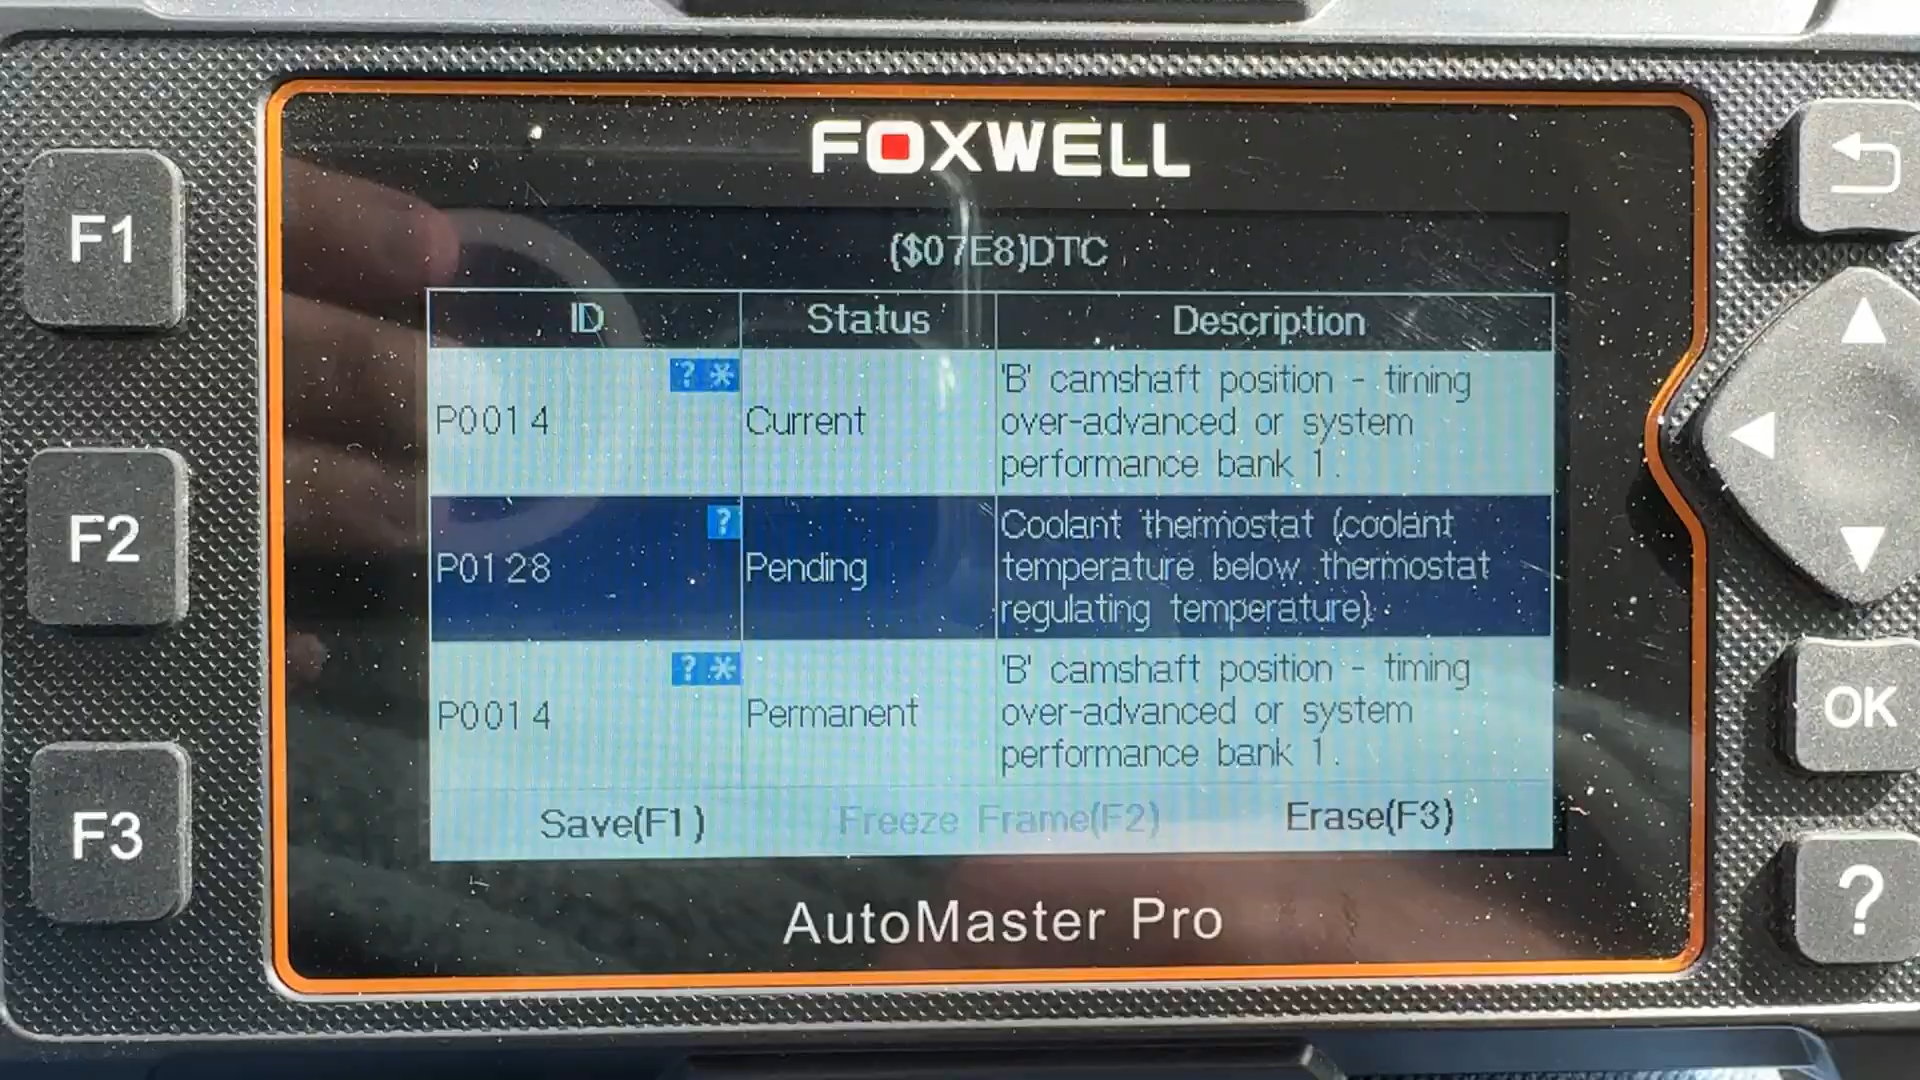 FOXWELL
($07E8)DTC
ID Status Description
? *
P0014 Current 'B' camshaft position - timing
over-advanced or system
performance bank 1.
?
P0128 Pending Coolant thermostat (coolant
temperature below thermostat
regulating temperature).
? *
P0014 Permanent 'B' camshaft position - timing
over-advanced or system
performance bank 1.
Save(F1) Freeze Frame(F2) Erase(F3)
AutoMaster Pro
F1
F2
F3
OK
?